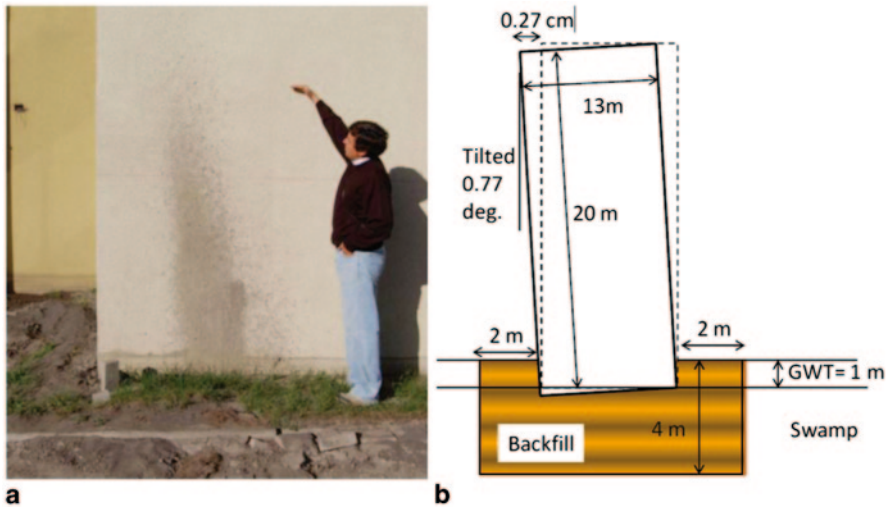 0.27 cm
13m
Tilted
0.77
deg.
20 m
2 m
2 m
GWT= 1 m
4 m
Swamp
Backfill
a
b